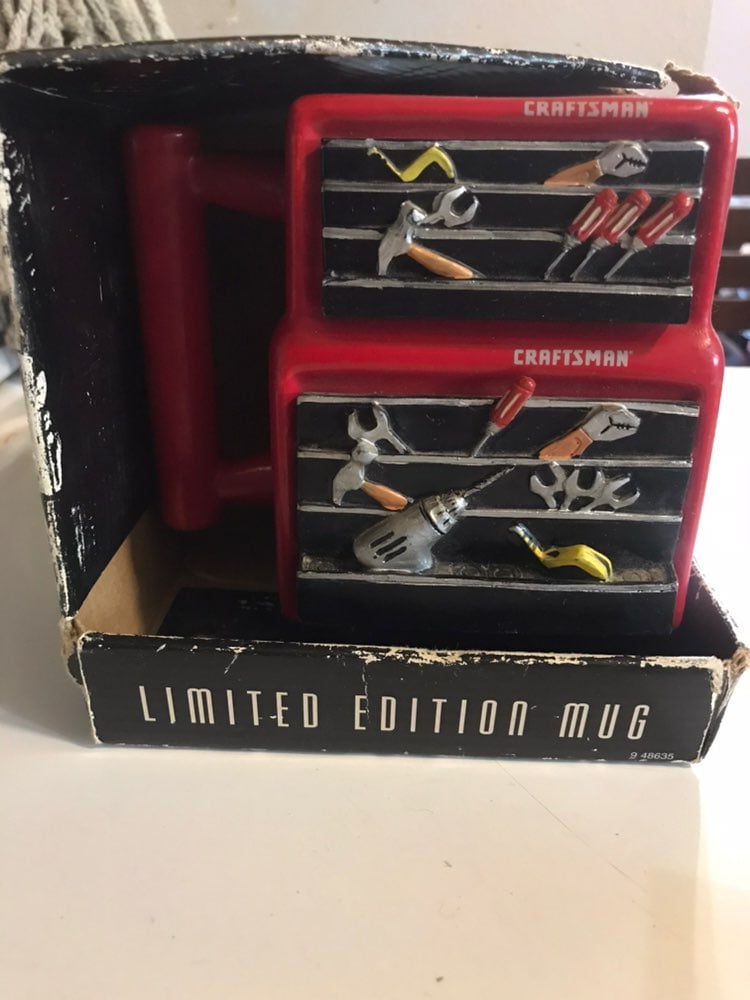 CRAFTSMAN
CRAFTSMAN
LIMITED EDITION MUG
9 48635